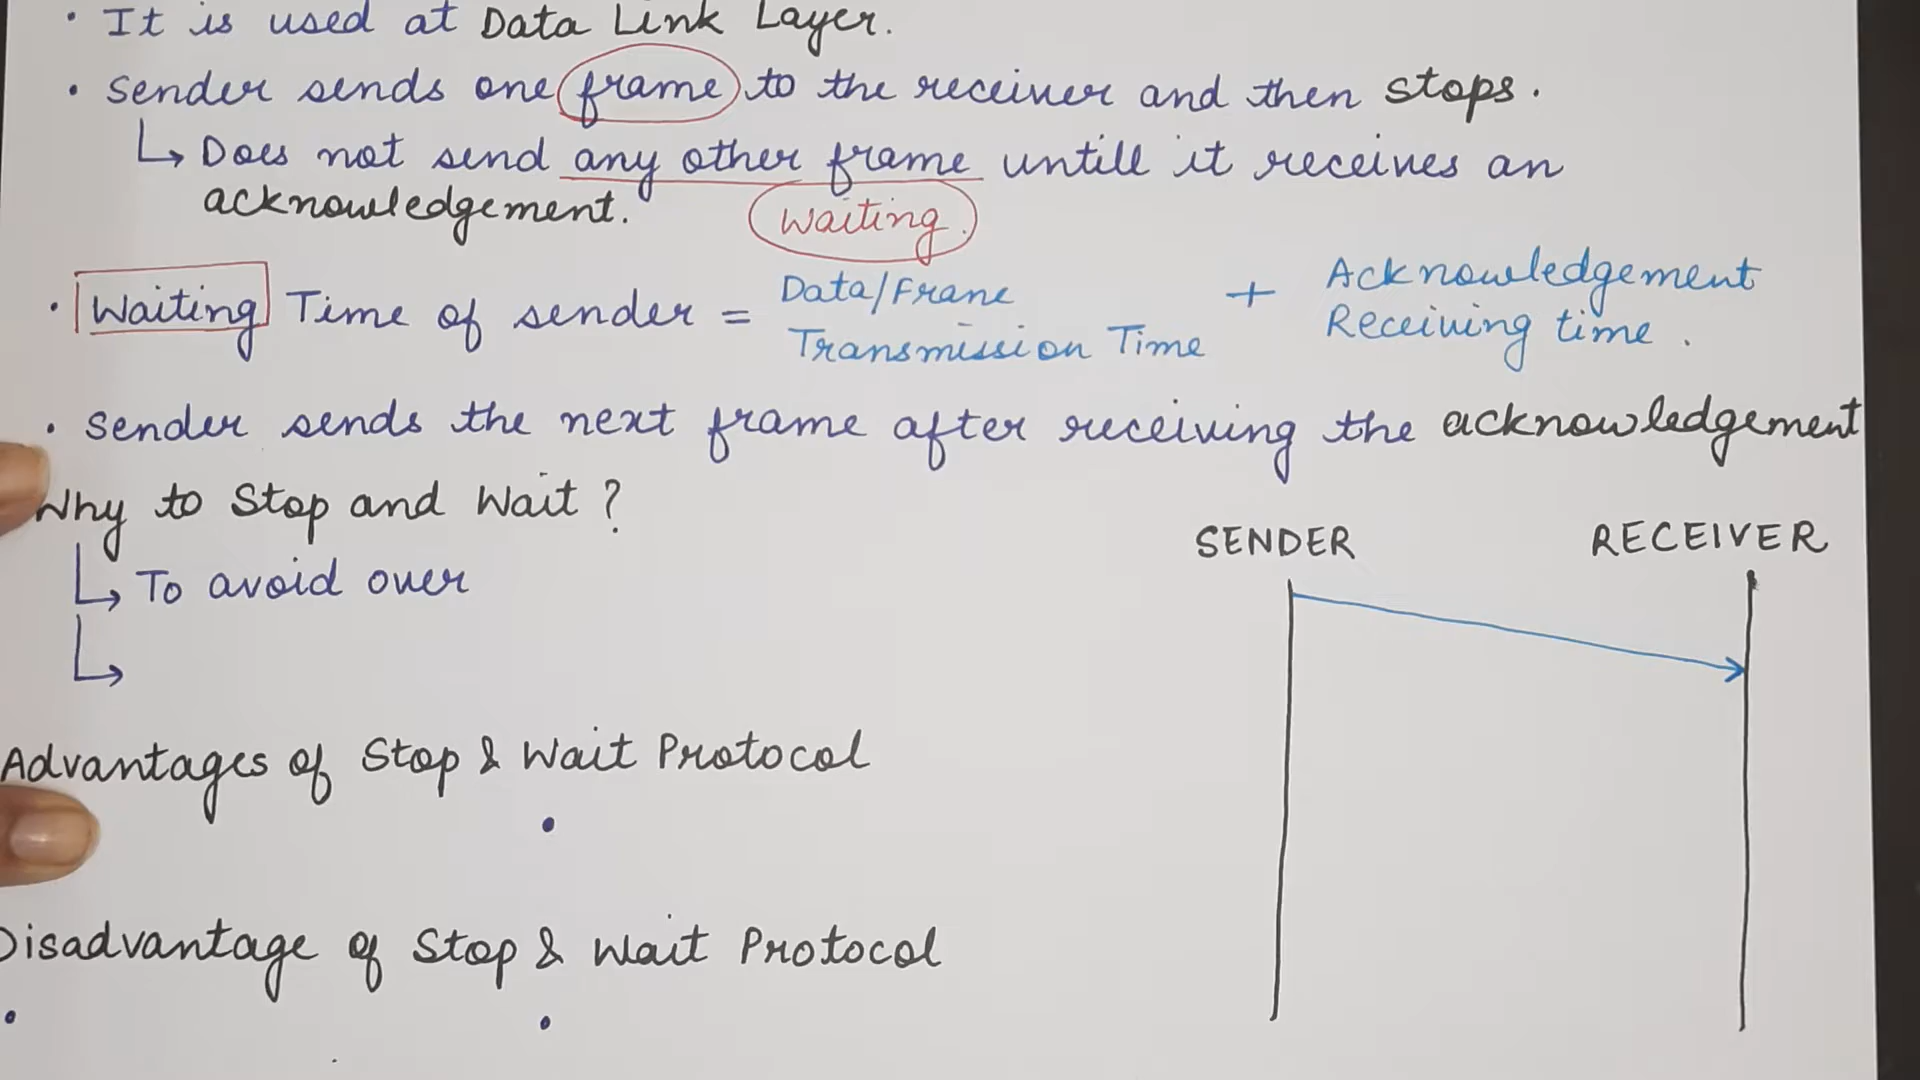 • It is used at Data Link Layer.
• Sender sends one frame to the receiver and then stops.
↳ Does not send any other frame untill it receives an
acknowledgement.
Waiting.
• Waiting Time of sender = Data/Frame Transmission Time + Acknowledgement Receiving time.
• Sender sends the next frame after receiving the acknowledgement
Why to Stop and Wait?
↳ To avoid over
↳
SENDER RECEIVER
Advantages of Stop & Wait Protocol
•
Disadvantage of Stop & Wait Protocol
• •